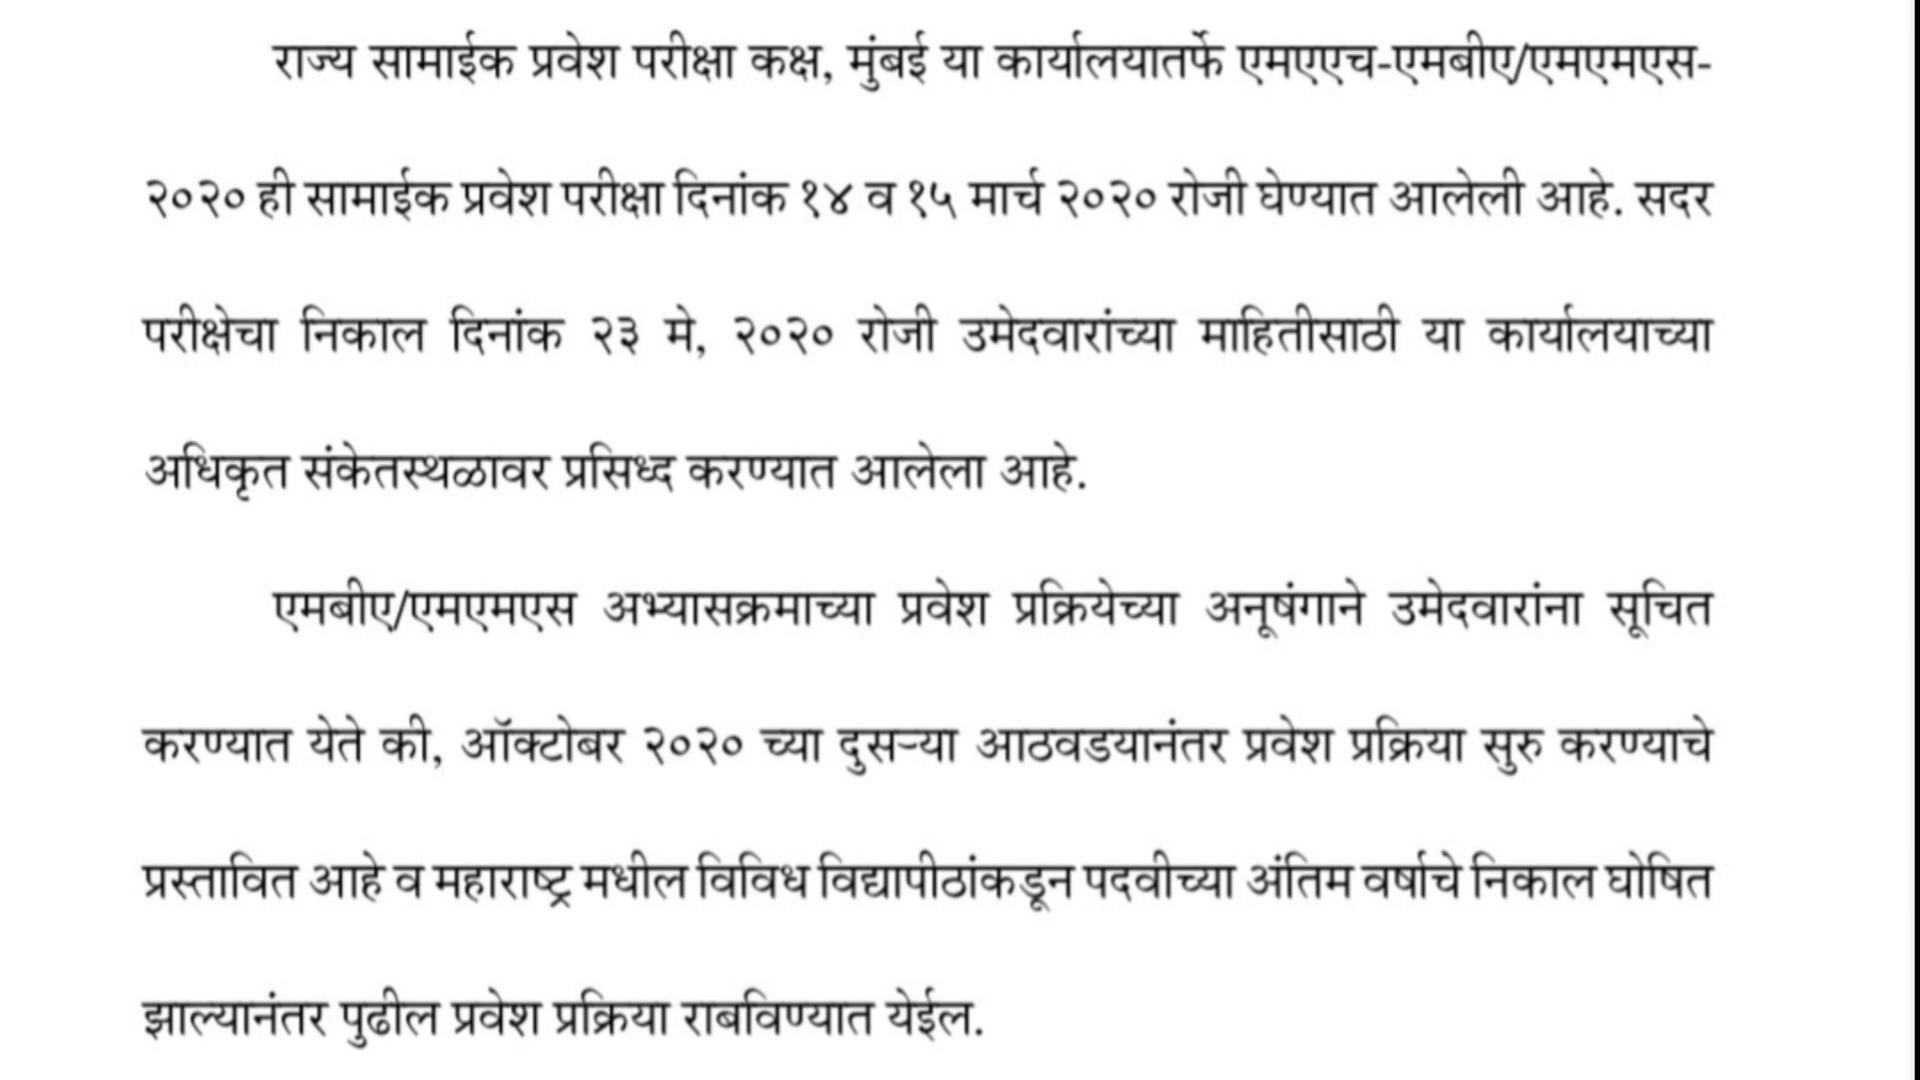 राज्य सामाईक प्रवेश परीक्षा कक्ष, मुंबई या कार्यालयातर्फे एमएएच-एमबीए/एमएमएस-
२०२० ही सामाईक प्रवेश परीक्षा दिनांक १४ व १५ मार्च २०२० रोजी घेण्यात आलेली आहे. सदर
परीक्षेचा निकाल दिनांक २३ मे, २०२० रोजी उमेदवारांच्या माहितीसाठी या कार्यालयाच्या
अधिकृत संकेतस्थळावर प्रसिध्द करण्यात आलेला आहे.
एमबीए/एमएमएस अभ्यासक्रमाच्या प्रवेश प्रक्रियेच्या अनूषंगाने उमेदवारांना सूचित
करण्यात येते की, ऑक्टोबर २०२० च्या दुसऱ्या आठवडयानंतर प्रवेश प्रक्रिया सुरु करण्याचे
प्रस्तावित आहे व महाराष्ट्र मधील विविध विद्यापीठांकडून पदवीच्या अंतिम वर्षाचे निकाल घोषित
झाल्यानंतर पुढील प्रवेश प्रक्रिया राबविण्यात येईल.